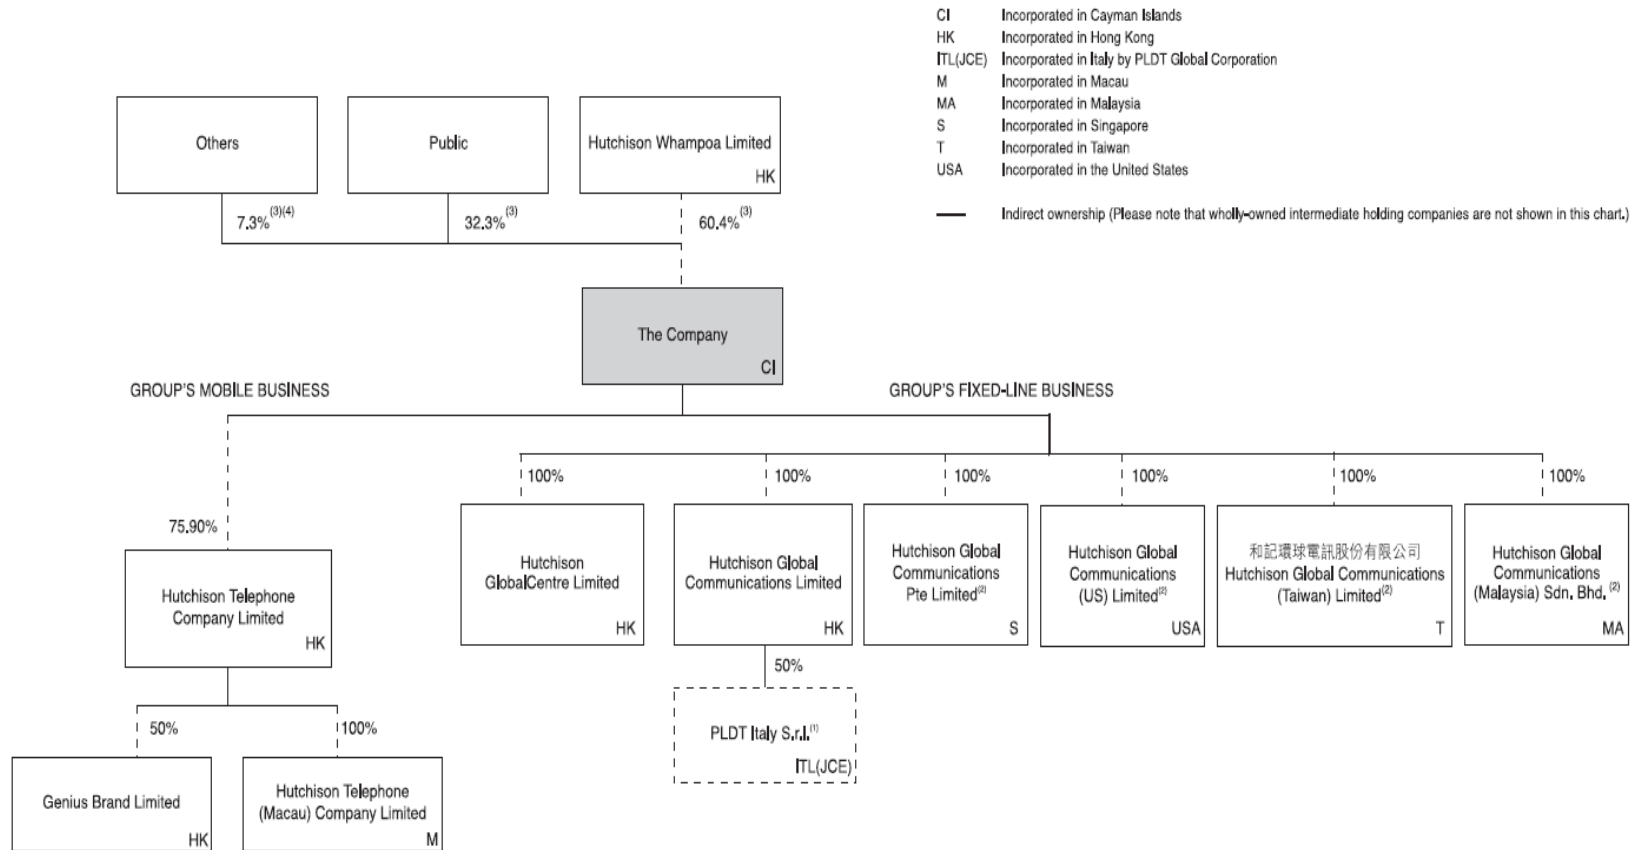 CI Incorporated in Cayman Islands
HK Incorporated in Hong Kong
ITL(JCE) Incorporated in Italy by PLDT Global Corporation
M Incorporated in Macau
MA Incorporated in Malaysia
S Incorporated in Singapore
T Incorporated in Taiwan
USA Incorporated in the United States
Indirect ownership (Please note that wholly-owned intermediate holding companies are not shown in this chart.)
Others
Public
Hutchison Whampoa Limited
HK
7.3%(3)(4)
32.3%(3)
60.4%(3)
The Company
CI
GROUP'S MOBILE BUSINESS
GROUP'S FIXED-LINE BUSINESS
75.90%
Hutchison Telephone
Company Limited
HK
50%
100%
Genius Brand Limited
HK
Hutchison Telephone
(Macau) Company Limited
M
100%
100%
100%
100%
100%
100%
Hutchison
GlobalCentre Limited
HK
Hutchison Global
Communications Limited
HK
Hutchison Global
Communications
Pte Limited(2)
S
Hutchison Global
Communications
(US) Limited(2)
USA
和記環球電訊股份有限公司
Hutchison Global Communications
(Taiwan) Limited(2)
T
Hutchison Global
Communications
(Malaysia) Sdn. Bhd. (2)
MA
50%
PLDT Italy S.r.l.(1)
ITL(JCE)